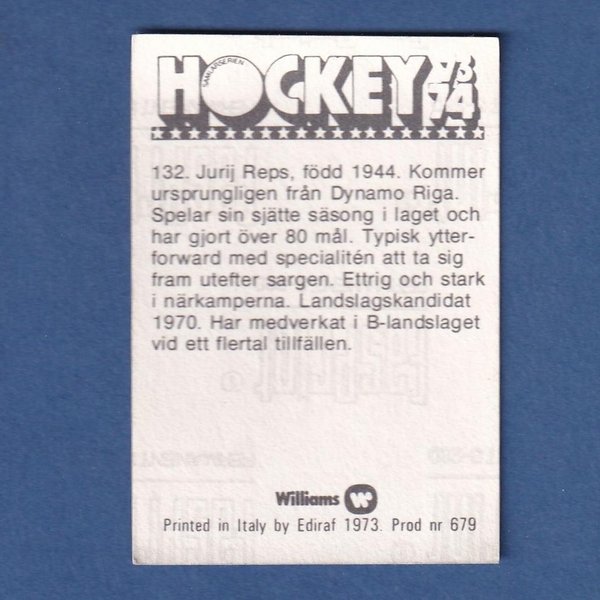 SAMLARSERIEN
HOCKEY 73
74
132. Jurij Reps, född 1944. Kommer
ursprungligen från Dynamo Riga.
Spelar sin sjätte säsong i laget och
har gjort över 80 mål. Typisk ytter-
forward med specialitén att ta sig
fram utefter sargen. Ettrig och stark
i närkamperna. Landslagskandidat
1970. Har medverkat i B-landslaget
vid ett flertal tillfällen.
Williams W
Printed in Italy by Ediraf 1973. Prod nr 679